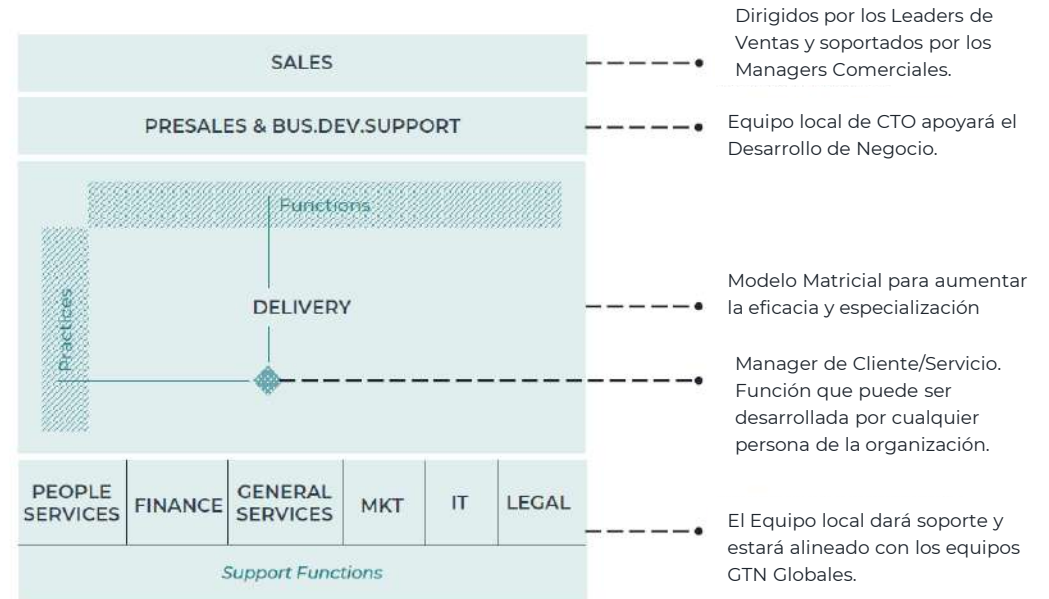 Dirigidos por los Leaders de
Ventas y soportados por los
Managers Comerciales.
SALES
PRESALES & BUS.DEV.SUPPORT
Equipo local de CTO apoyará el
Desarrollo de Negocio.
Functions
Practices
DELIVERY
Modelo Matricial para aumentar
la eficacia y especialización
Manager de Cliente/Servicio.
Función que puede ser
desarrollada por cualquier
persona de la organización.
PEOPLE
SERVICES
FINANCE
GENERAL
SERVICES
MKT
IT
LEGAL
Support Functions
El Equipo local dará soporte y
estará alineado con los equipos
GTN Globales.